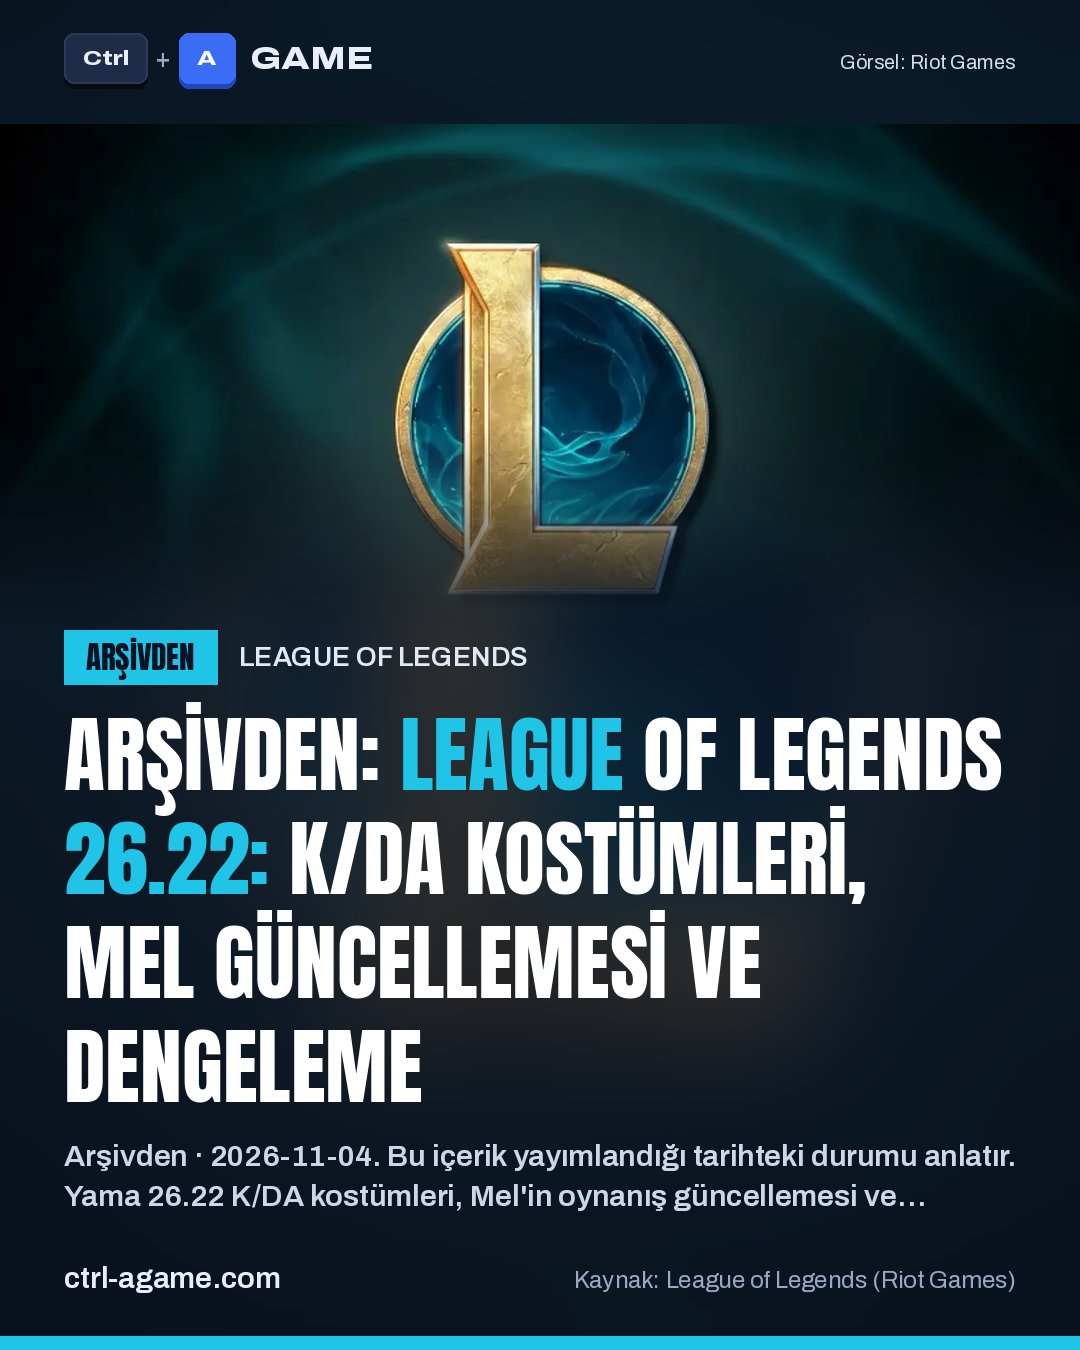 Ctrl + A GAME
Görsel: Riot Games
ARŞİVDEN LEAGUE OF LEGENDS
ARŞİVDEN: LEAGUE OF LEGENDS
26.22: K/DA KOSTÜMLERİ,
MEL GÜNCELLEMESİ VE
DENGELEME
Arşivden · 2026-11-04. Bu içerik yayımlandığı tarihteki durumu anlatır.
Yama 26.22 K/DA kostümleri, Mel'in oynanış güncellemesi ve...
ctrl-agame.com
Kaynak: League of Legends (Riot Games)